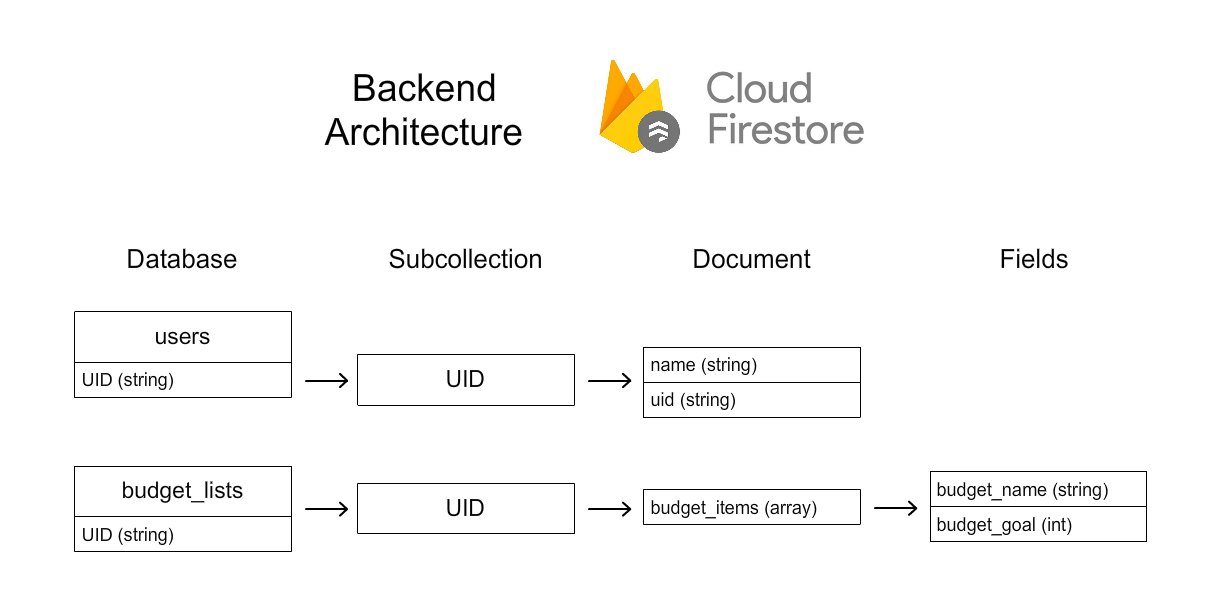 Backend
Architecture
Cloud
Firestore
Database
Subcollection
Document
Fields
users
UID (string)
UID
name (string)
uid (string)
budget_lists
UID (string)
UID
budget_items (array)
budget_name (string)
budget_goal (int)